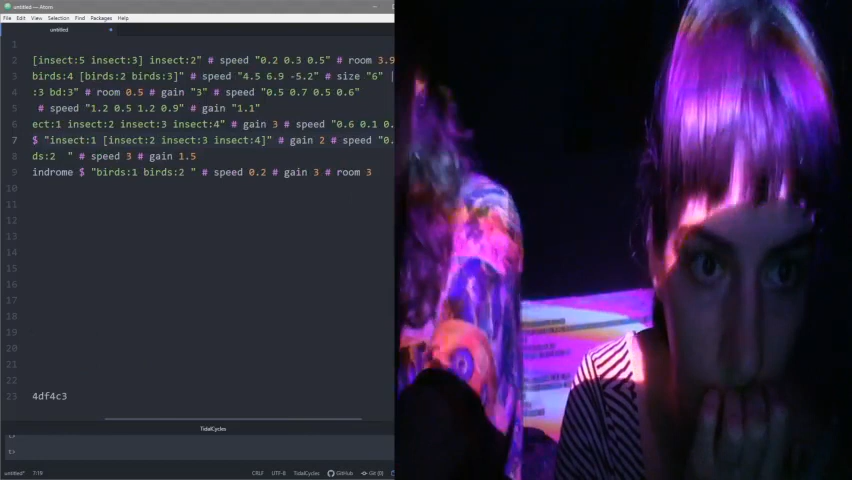 untitled — Atom
File Edit View Selection Find Packages Help
untitled
1
2 [insect:5 insect:3] insect:2" # speed "0.2 0.3 0.5" # room 3.9
3 birds:4 [birds:2 birds:3]" # speed "4.5 6.9 -5.2" # size "6" |
4 :3 bd:3" # room 0.5 # gain "3" # speed "0.5 0.7 0.5 0.6"
5 # speed "1.2 0.5 1.2 0.9" # gain "1.1"
6 ect:1 insect:2 insect:3 insect:4" # gain 3 # speed "0.6 0.1 0.
7 $ "insect:1 [insect:2 insect:3 insect:4]" # gain 2 # speed "0.
8 ds:2 " # speed 3 # gain 1.5
9 indrome $ "birds:1 birds:2 " # speed 0.2 # gain 3 # room 3
10
11
12
13
14
15
16
17
18
19
20
21
22
23 4df4c3
TidalCycles
t>
t>
untitled* 7/19 CRLF UTF-8 TidalCycles GitHub Git (0)